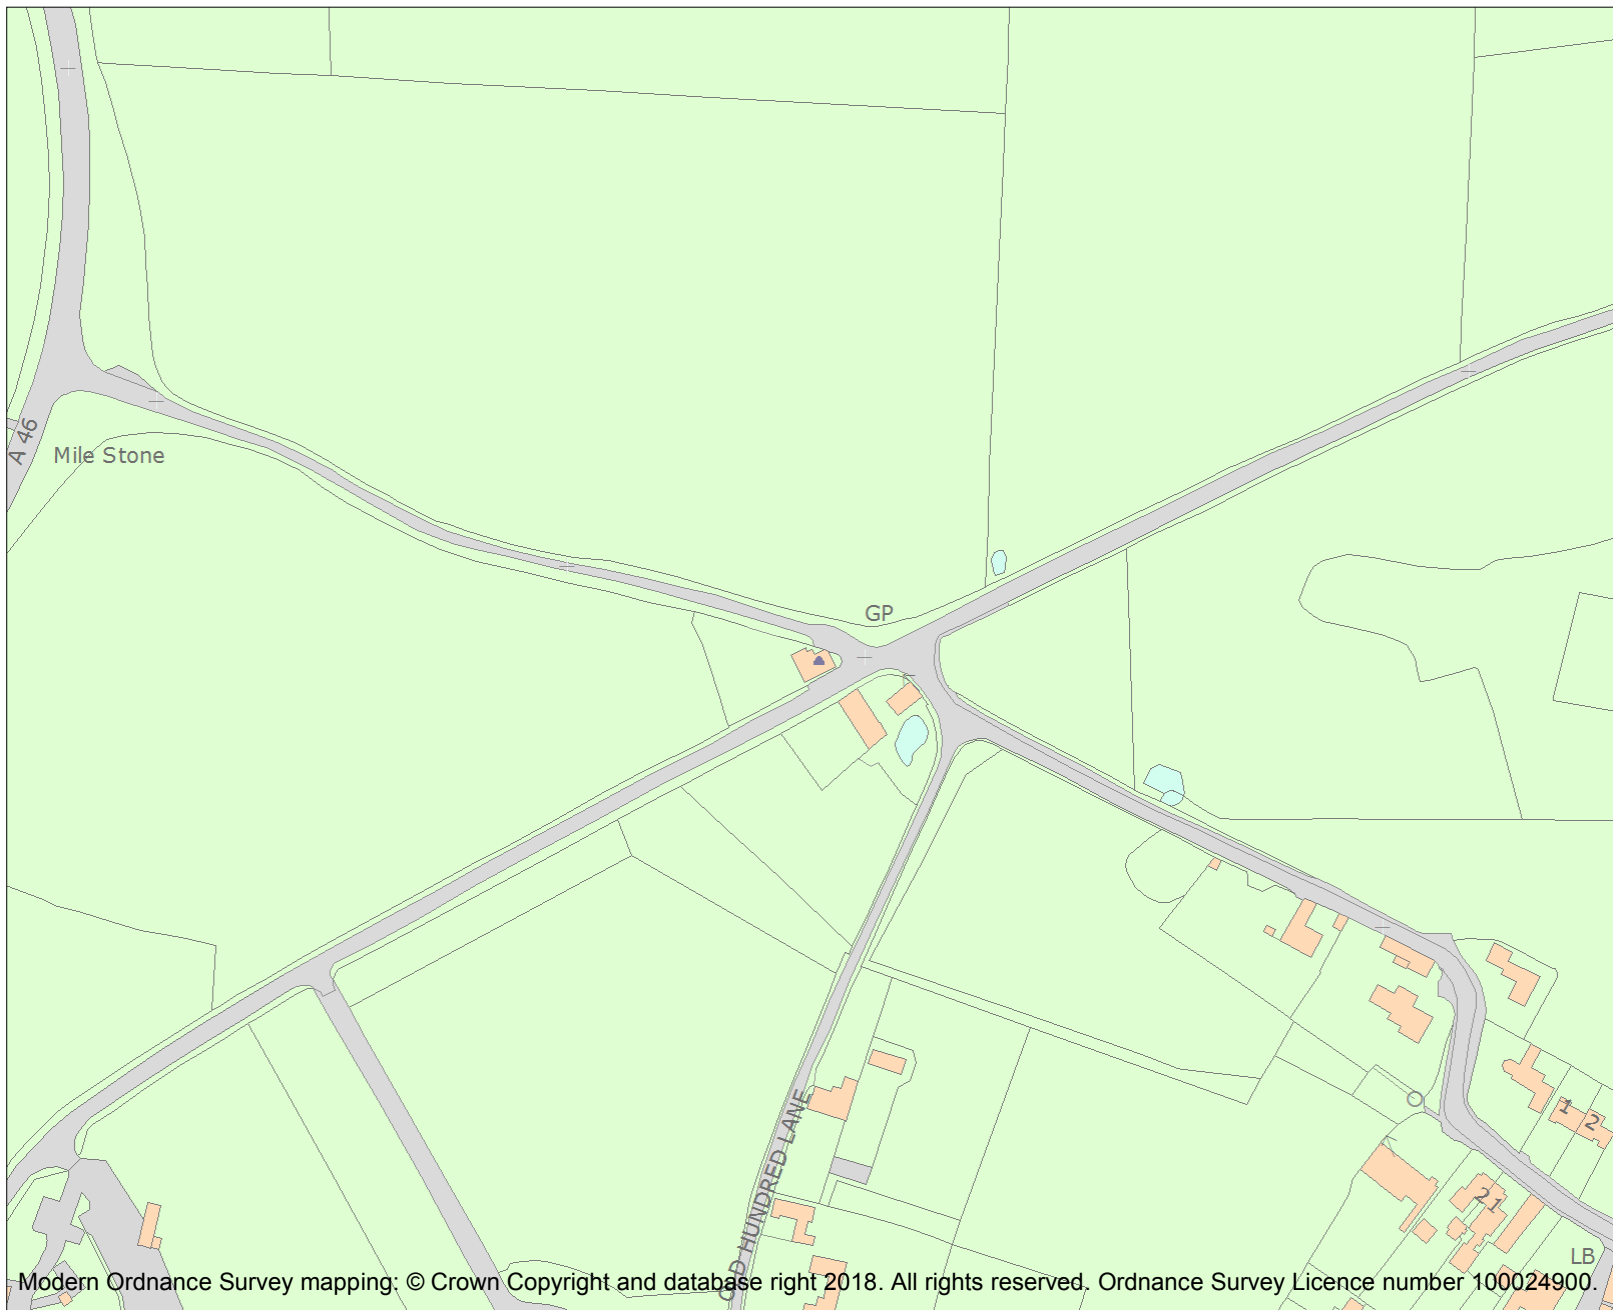 A 46
Mile Stone
GP
OLD HUNDRED LANE
1
2
21
LB
Modern Ordnance Survey mapping: © Crown Copyright and database right 2018. All rights reserved. Ordnance Survey Licence number 100024900.